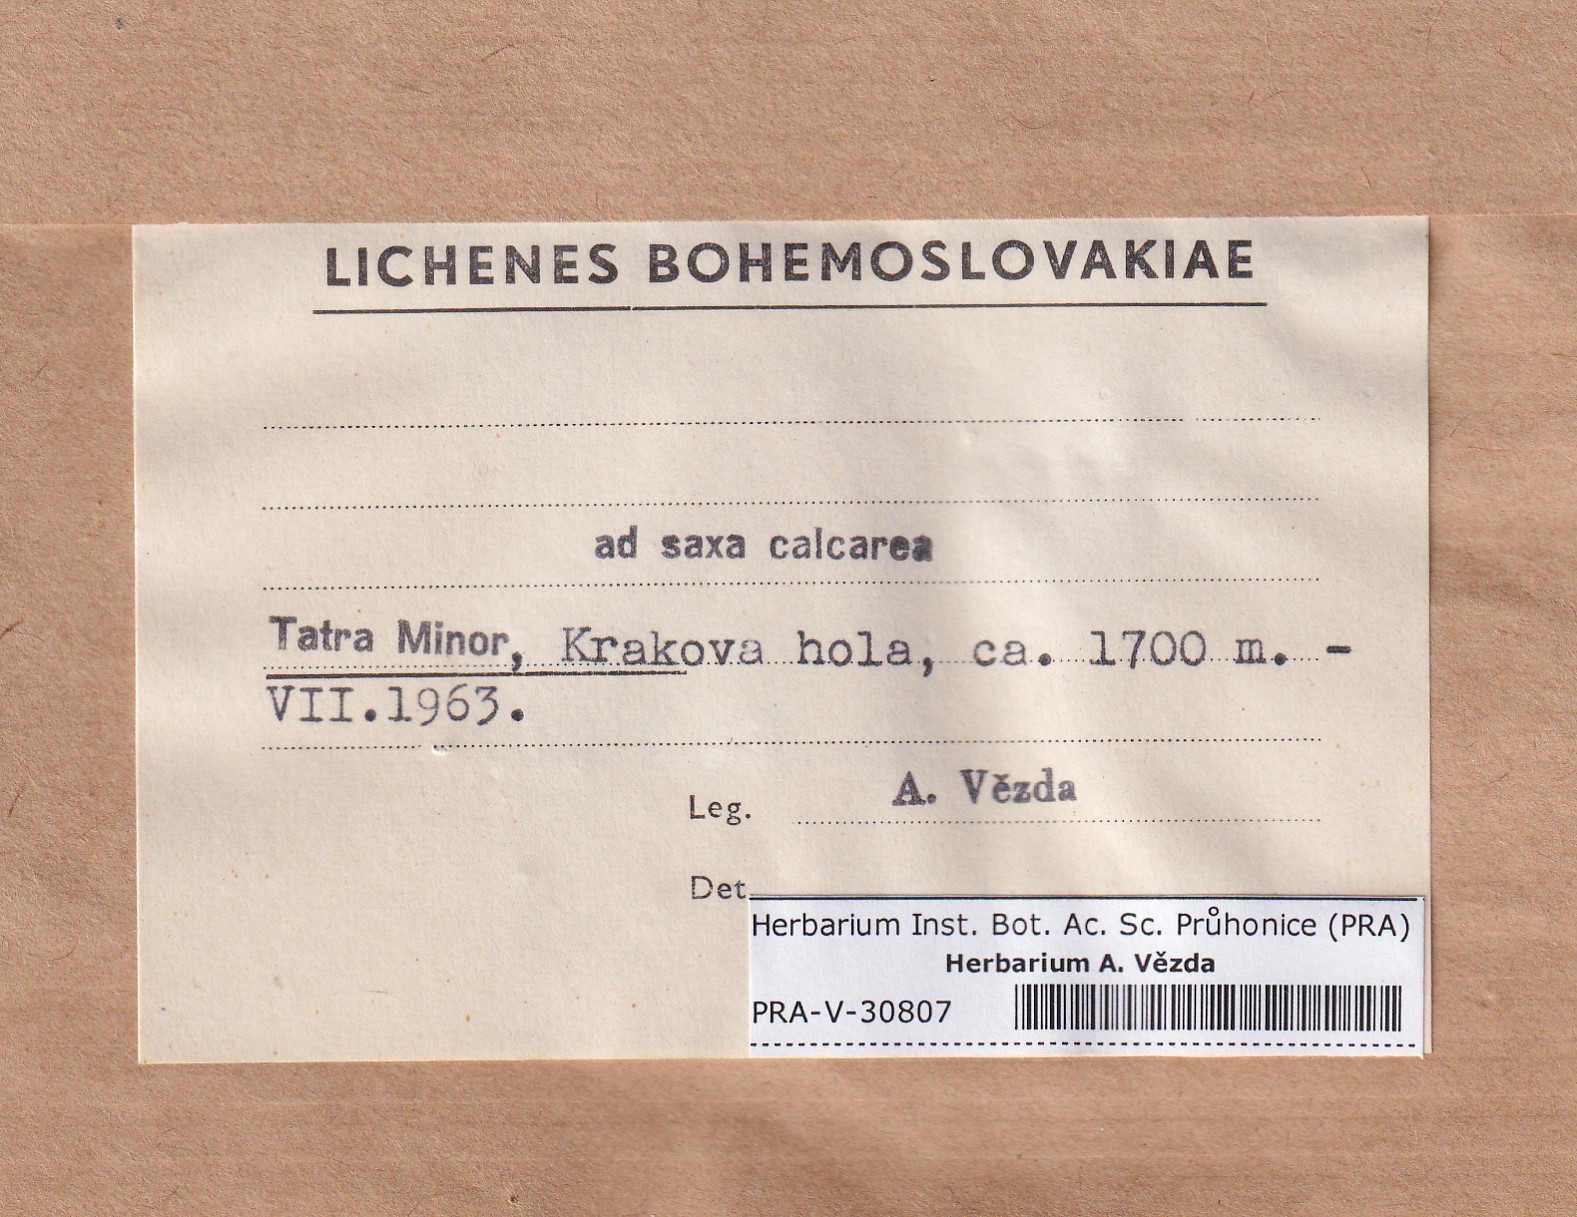 LICHENES BOHEMOSLOVAKIAE
ad saxa calcarea
Tatra Minor, Krakova hola, ca. 1700 m. -
VII.1963.
Leg. A. Vězda
Det
Herbarium Inst. Bot. Ac. Sc. Průhonice (PRA)
Herbarium A. Vězda
PRA-V-30807